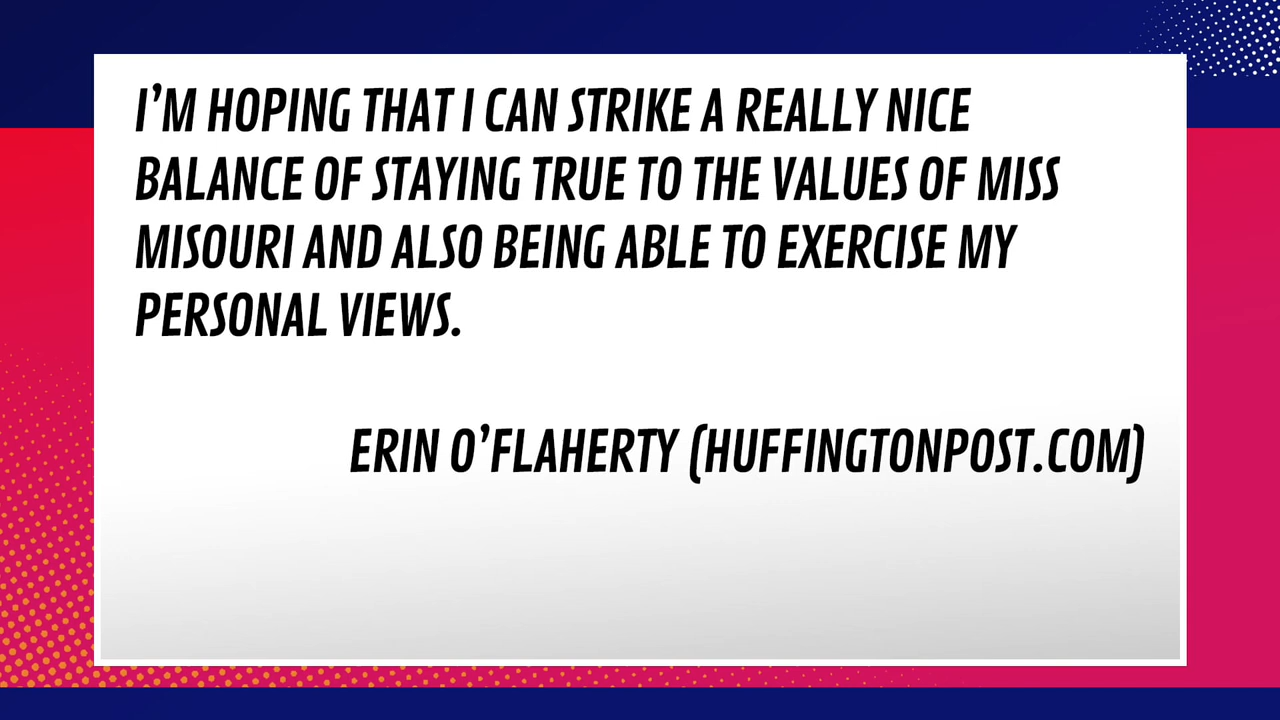 I'M HOPING THAT I CAN STRIKE A REALLY NICE
BALANCE OF STAYING TRUE TO THE VALUES OF MISS
MISOURI AND ALSO BEING ABLE TO EXERCISE MY
PERSONAL VIEWS.
ERIN O'FLAHERTY (HUFFINGTONPOST.COM)